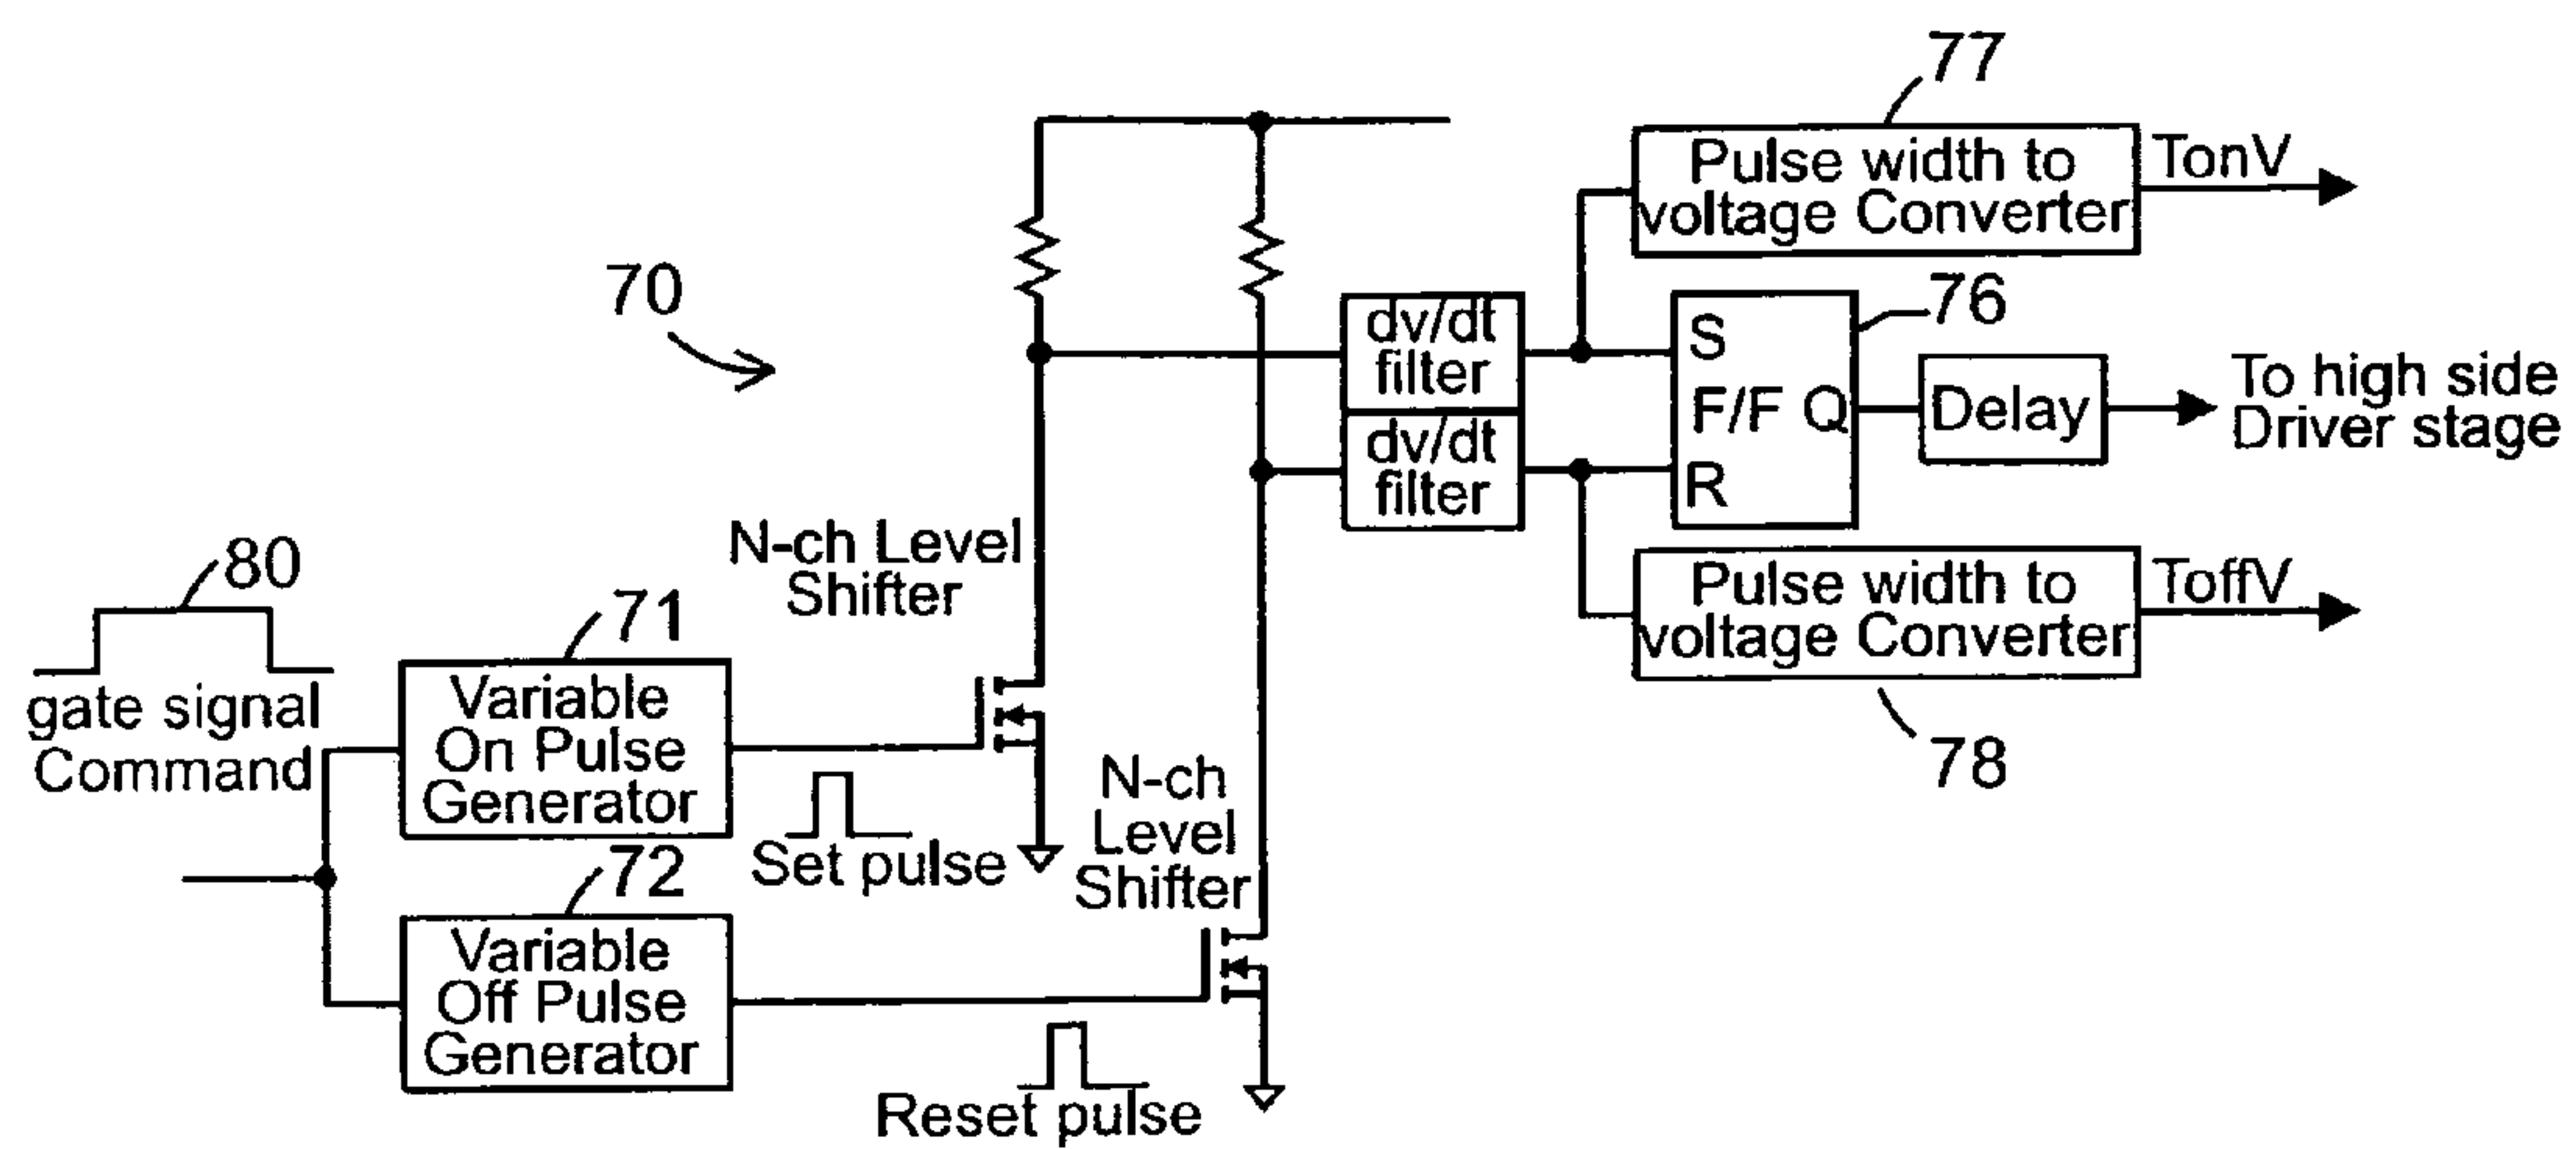 77
Pulse width to
voltage Converter
TonV
70
dv/dt
filter
dv/dt
filter
S
F/F Q
R
76
Delay
To high side
Driver stage
Pulse width to
voltage Converter
ToffV
78
80
gate signal
Command
71
Variable
On Pulse
Generator
N-ch Level
Shifter
Set pulse
72
Variable
Off Pulse
Generator
N-ch
Level
Shifter
Reset pulse